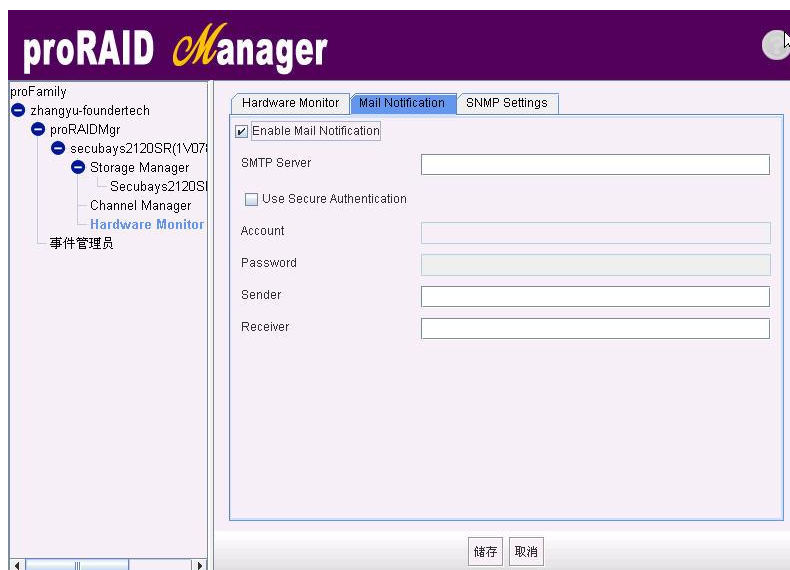 proRAID Manager
proFamily
zhangyu-foundertech
proRAIDMgr
secubays2120SR(1V078
Storage Manager
Secubays2120S
Channel Manager
Hardware Monitor
事件管理员
Hardware Monitor
Mail Notification
SNMP Settings
Enable Mail Notification
SMTP Server
Use Secure Authentication
Account
Password
Sender
Receiver
储存
取消